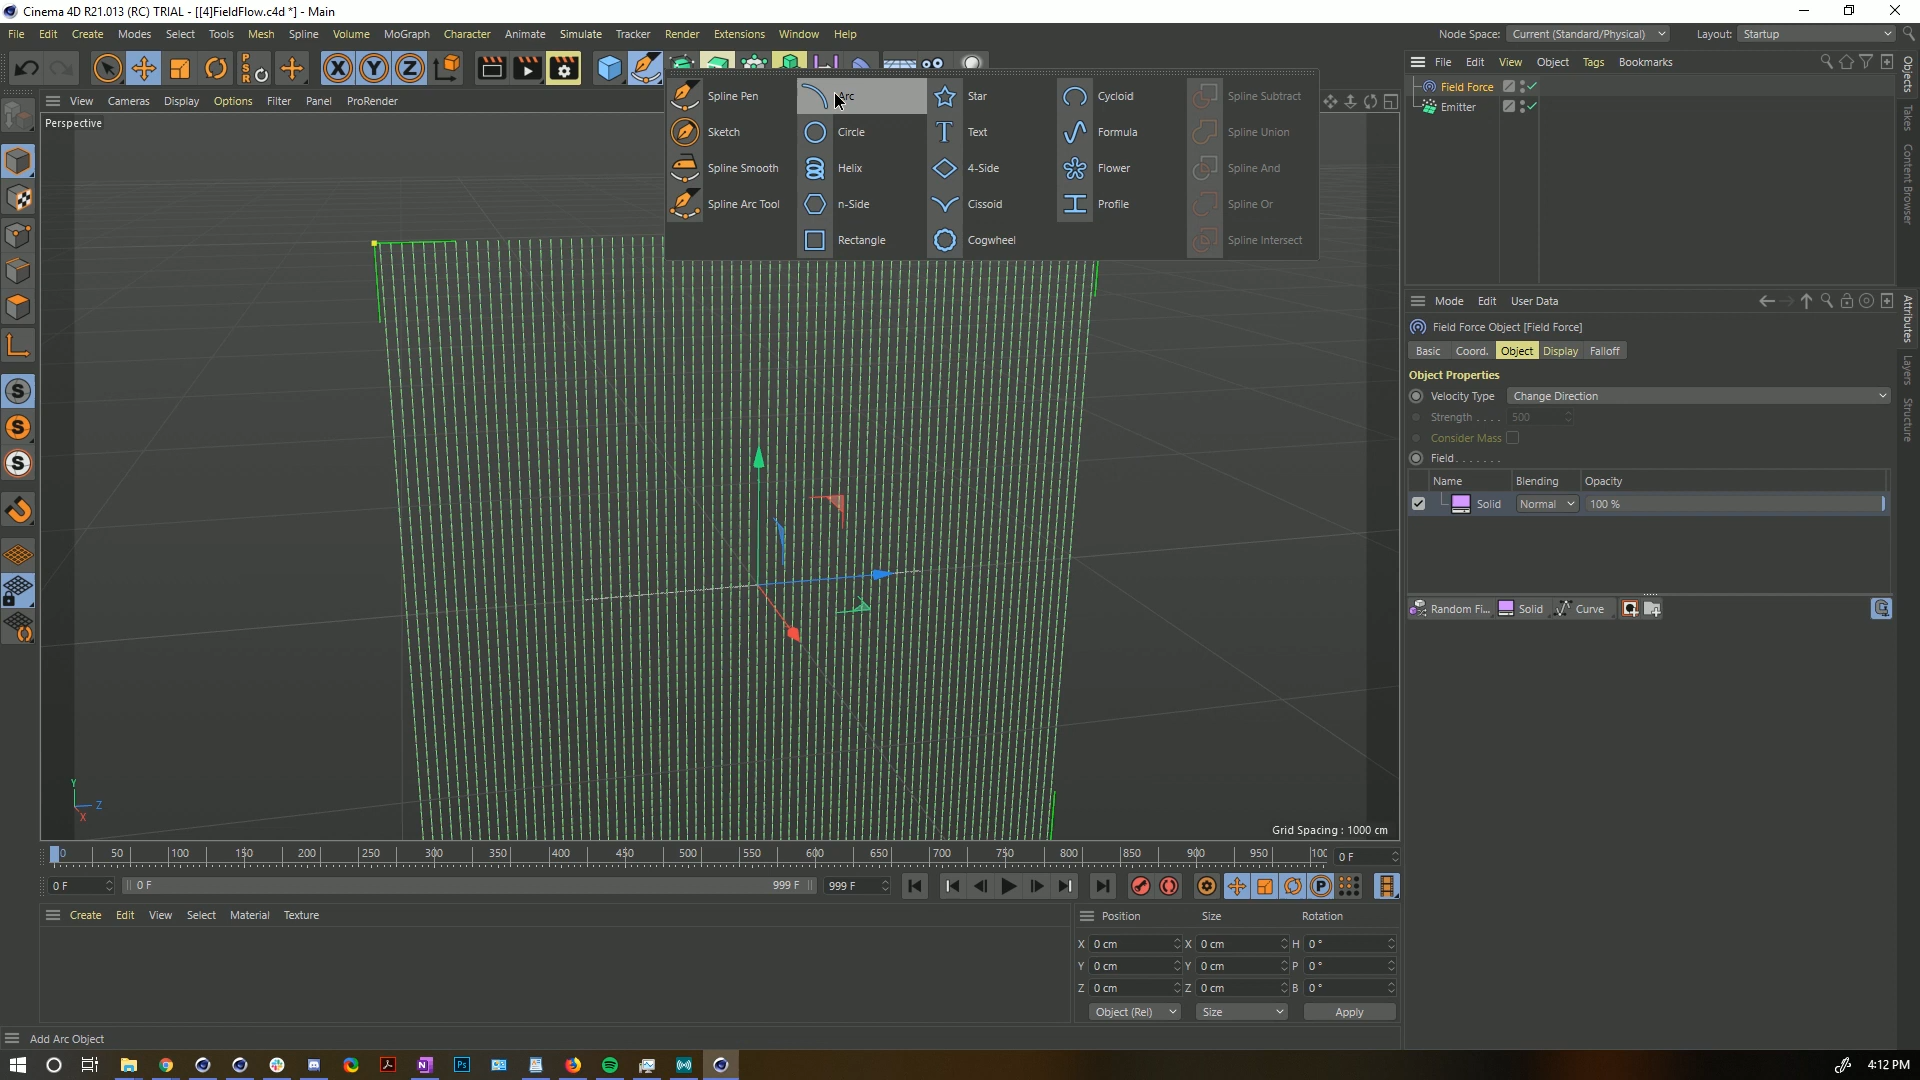 Cinema 4D R21.013 (RC) TRIAL - [[4]FieldFlow.c4d *] - Main
File Edit Create Modes Select Tools Mesh Spline Volume MoGraph Character Animate Simulate Tracker Render Extensions Window Help
Node Space: Current (Standard/Physical) Layout: Startup
X Y Z PSR
View Cameras Display Options Filter Panel ProRender
Perspective
Spline Pen Arc Star Cycloid Spline Subtract
Sketch Circle Text Formula Spline Union
Spline Smooth Helix 4-Side Flower Spline And
Spline Arc Tool n-Side Cissoid Profile Spline Or
Rectangle Cogwheel Spline Intersect
File Edit View Object Tags Bookmarks
Field Force
Emitter
Objects
Takes
Content Browser
Mode Edit User Data
Field Force Object [Field Force]
Basic Coord. Object Display Falloff
Object Properties
Velocity Type Change Direction
Strength . . . . 500
Consider Mass
Field. . . . . . .
Name Blending Opacity
Solid Normal 100 %
Random Fi... Solid Curve
Attributes
Layers
Structure
Y
Z
X
Grid Spacing : 1000 cm
0 50 100 150 200 250 300 350 400 450 500 550 600 650 700 750 800 850 900 950 100 0 F
0 F 0 F 999 F 999 F
Create Edit View Select Material Texture
Position Size Rotation
X 0 cm X 0 cm H 0 °
Y 0 cm Y 0 cm P 0 °
Z 0 cm Z 0 cm B 0 °
Object (Rel) Size Apply
Add Arc Object
4:12 PM